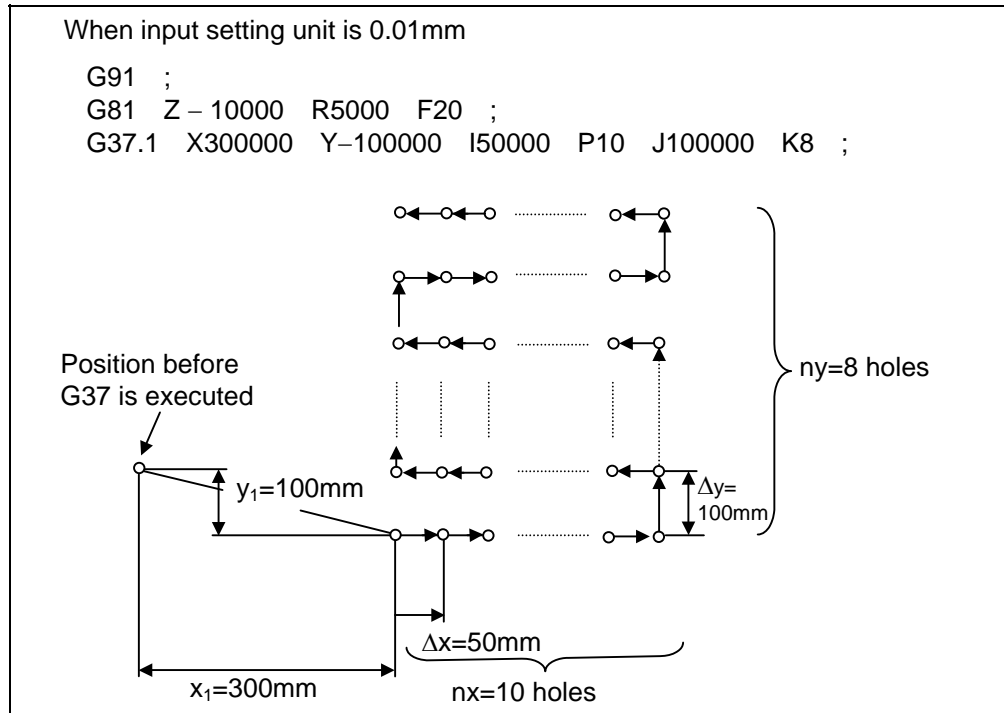 When input setting unit is 0.01mm
G91 ;
G81 Z – 10000 R5000 F20 ;
G37.1 X300000 Y–100000 I50000 P10 J100000 K8 ;
Position before
G37 is executed
ny=8 holes
y₁=100mm
Δy=
100mm
Δx=50mm
x₁=300mm
nx=10 holes